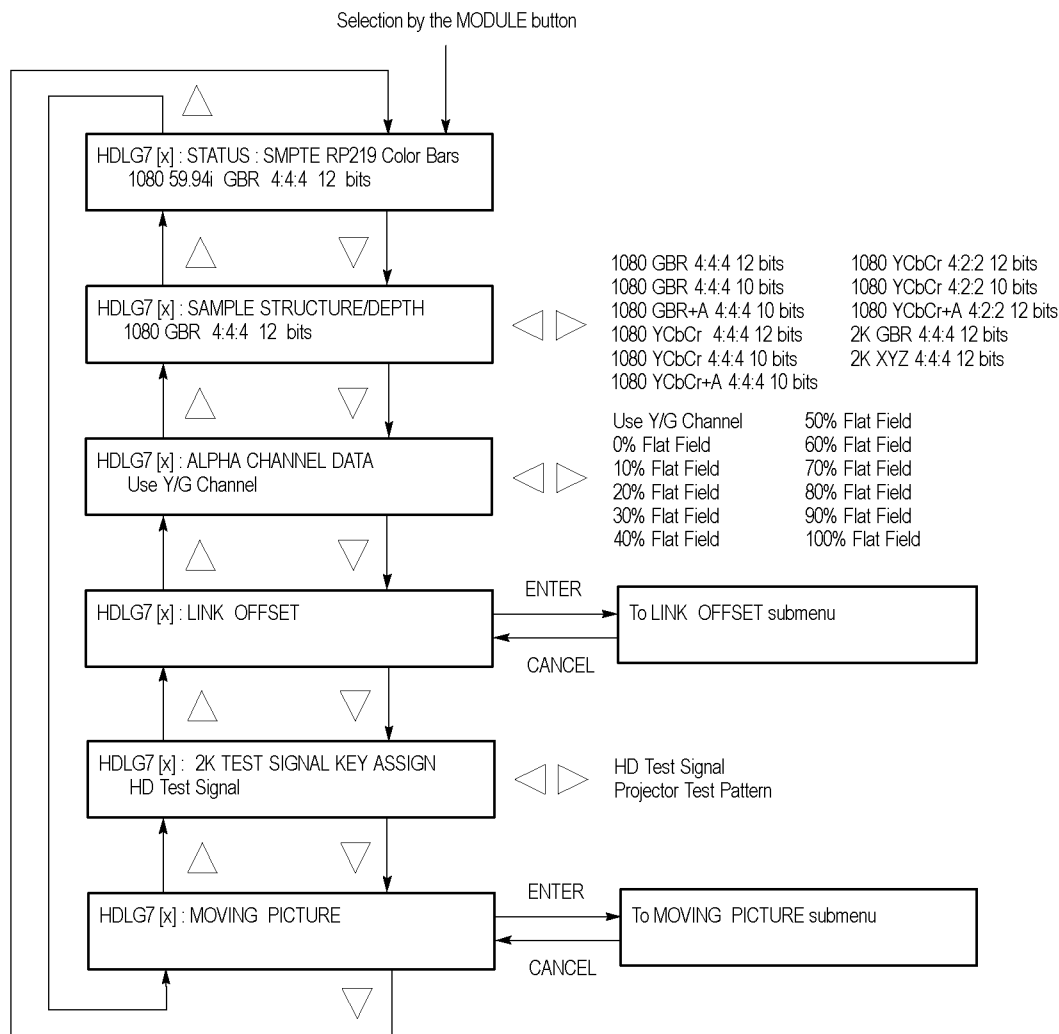 Selection by the MODULE button
HDLG7 [x] : STATUS : SMPTE RP219 Color Bars
1080 59.94i GBR 4:4:4 12 bits
HDLG7 [x] : SAMPLE STRUCTURE/DEPTH
1080 GBR 4:4:4 12 bits
1080 GBR 4:4:4 12 bits
1080 GBR 4:4:4 10 bits
1080 GBR+A 4:4:4 10 bits
1080 YCbCr 4:4:4 12 bits
1080 YCbCr 4:4:4 10 bits
1080 YCbCr+A 4:4:4 10 bits
1080 YCbCr 4:2:2 12 bits
1080 YCbCr 4:2:2 10 bits
1080 YCbCr+A 4:2:2 12 bits
2K GBR 4:4:4 12 bits
2K XYZ 4:4:4 12 bits
HDLG7 [x] : ALPHA CHANNEL DATA
Use Y/G Channel
Use Y/G Channel
0% Flat Field
10% Flat Field
20% Flat Field
30% Flat Field
40% Flat Field
50% Flat Field
60% Flat Field
70% Flat Field
80% Flat Field
90% Flat Field
100% Flat Field
HDLG7 [x] : LINK OFFSET
ENTER
CANCEL
To LINK OFFSET submenu
HDLG7 [x] : 2K TEST SIGNAL KEY ASSIGN
HD Test Signal
HD Test Signal
Projector Test Pattern
HDLG7 [x] : MOVING PICTURE
ENTER
CANCEL
To MOVING PICTURE submenu